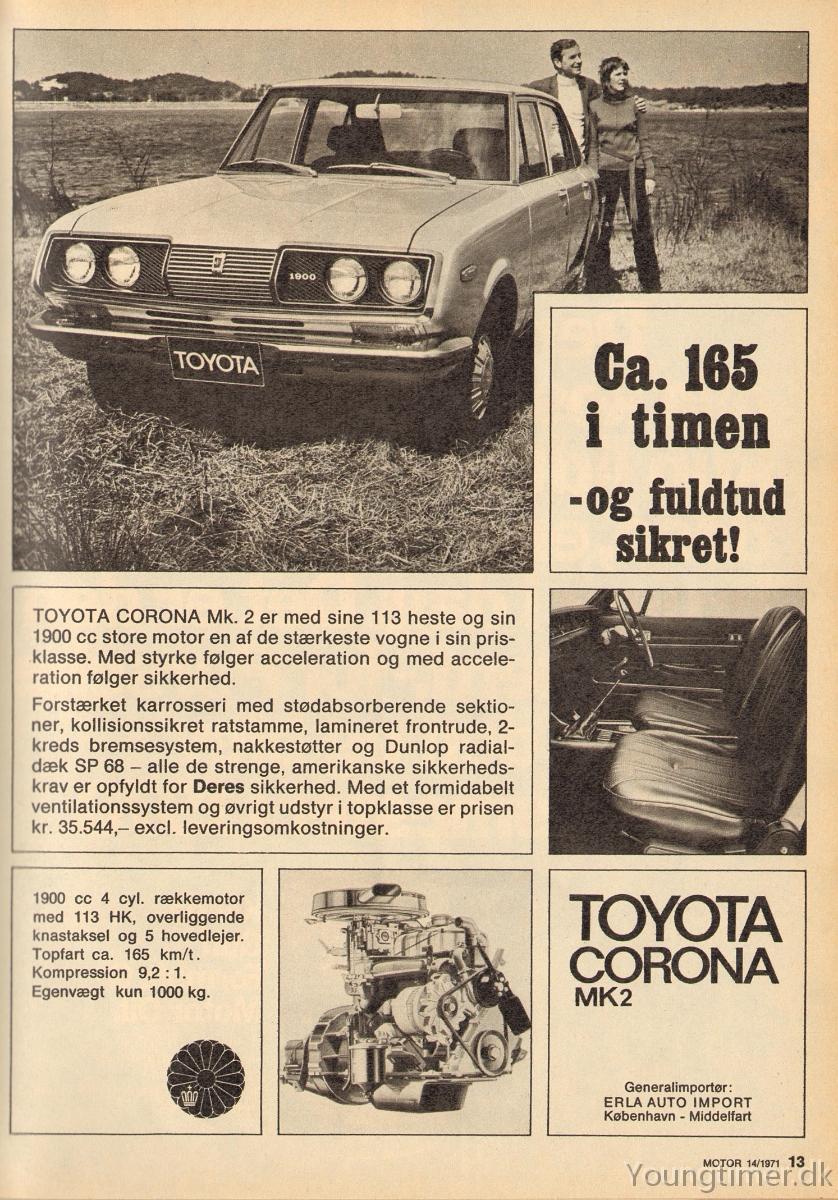 1900
TOYOTA
Ca. 165
i timen
-og fuldtud
sikret!
TOYOTA CORONA Mk. 2 er med sine 113 heste og sin
1900 cc store motor en af de stærkeste vogne i sin pris-
klasse. Med styrke følger acceleration og med accele-
ration følger sikkerhed.
Forstærket karrosseri med stødabsorberende sektio-
ner, kollisionssikret ratstamme, lamineret frontrude, 2-
kreds bremsesystem, nakkestøtter og Dunlop radial-
dæk SP 68 – alle de strenge, amerikanske sikkerheds-
krav er opfyldt for Deres sikkerhed. Med et formidabelt
ventilationssystem og øvrigt udstyr i topklasse er prisen
kr. 35.544,– excl. leveringsomkostninger.
1900 cc 4 cyl. rækkemotor
med 113 HK, overliggende
knastaksel og 5 hovedlejer.
Topfart ca. 165 km/t.
Kompression 9,2 : 1.
Egenvægt kun 1000 kg.
TOYOTA
CORONA
MK2
Generalimportør:
ERLA AUTO IMPORT
København - Middelfart
MOTOR 14/1971 13
Youngtimer.dk